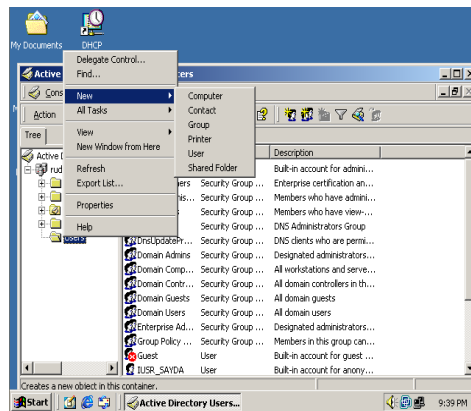 My Documents
DHCP
Active
ers
Cons
Action
Tree
Delegate Control...
Find...
New
All Tasks
View
New Window from Here
Refresh
Export List...
Properties
Help
Computer
Contact
Group
Printer
User
Shared Folder
Active D
rud
Users
Description
Built-in account for admini...
ners Security Group ... Enterprise certification an...
nis... Security Group ... Members who have admini...
Security Group ... Members who have view-...
Security Group ... DNS Administrators Group
DnsUpdatePr... Security Group ... DNS clients who are permi...
Domain Admins Security Group ... Designated administrators...
Domain Comp... Security Group ... All workstations and serve...
Domain Contr... Security Group ... All domain controllers in th...
Domain Guests Security Group ... All domain guests
Domain Users Security Group ... All domain users
Enterprise Ad... Security Group ... Designated administrators...
Group Policy ... Security Group ... Members in this group can...
Guest User Built-in account for guest ...
IUSR_SAYDA User Built-in account for anony...
Creates a new object in this container.
Start
Active Directory Users...
9:39 PM